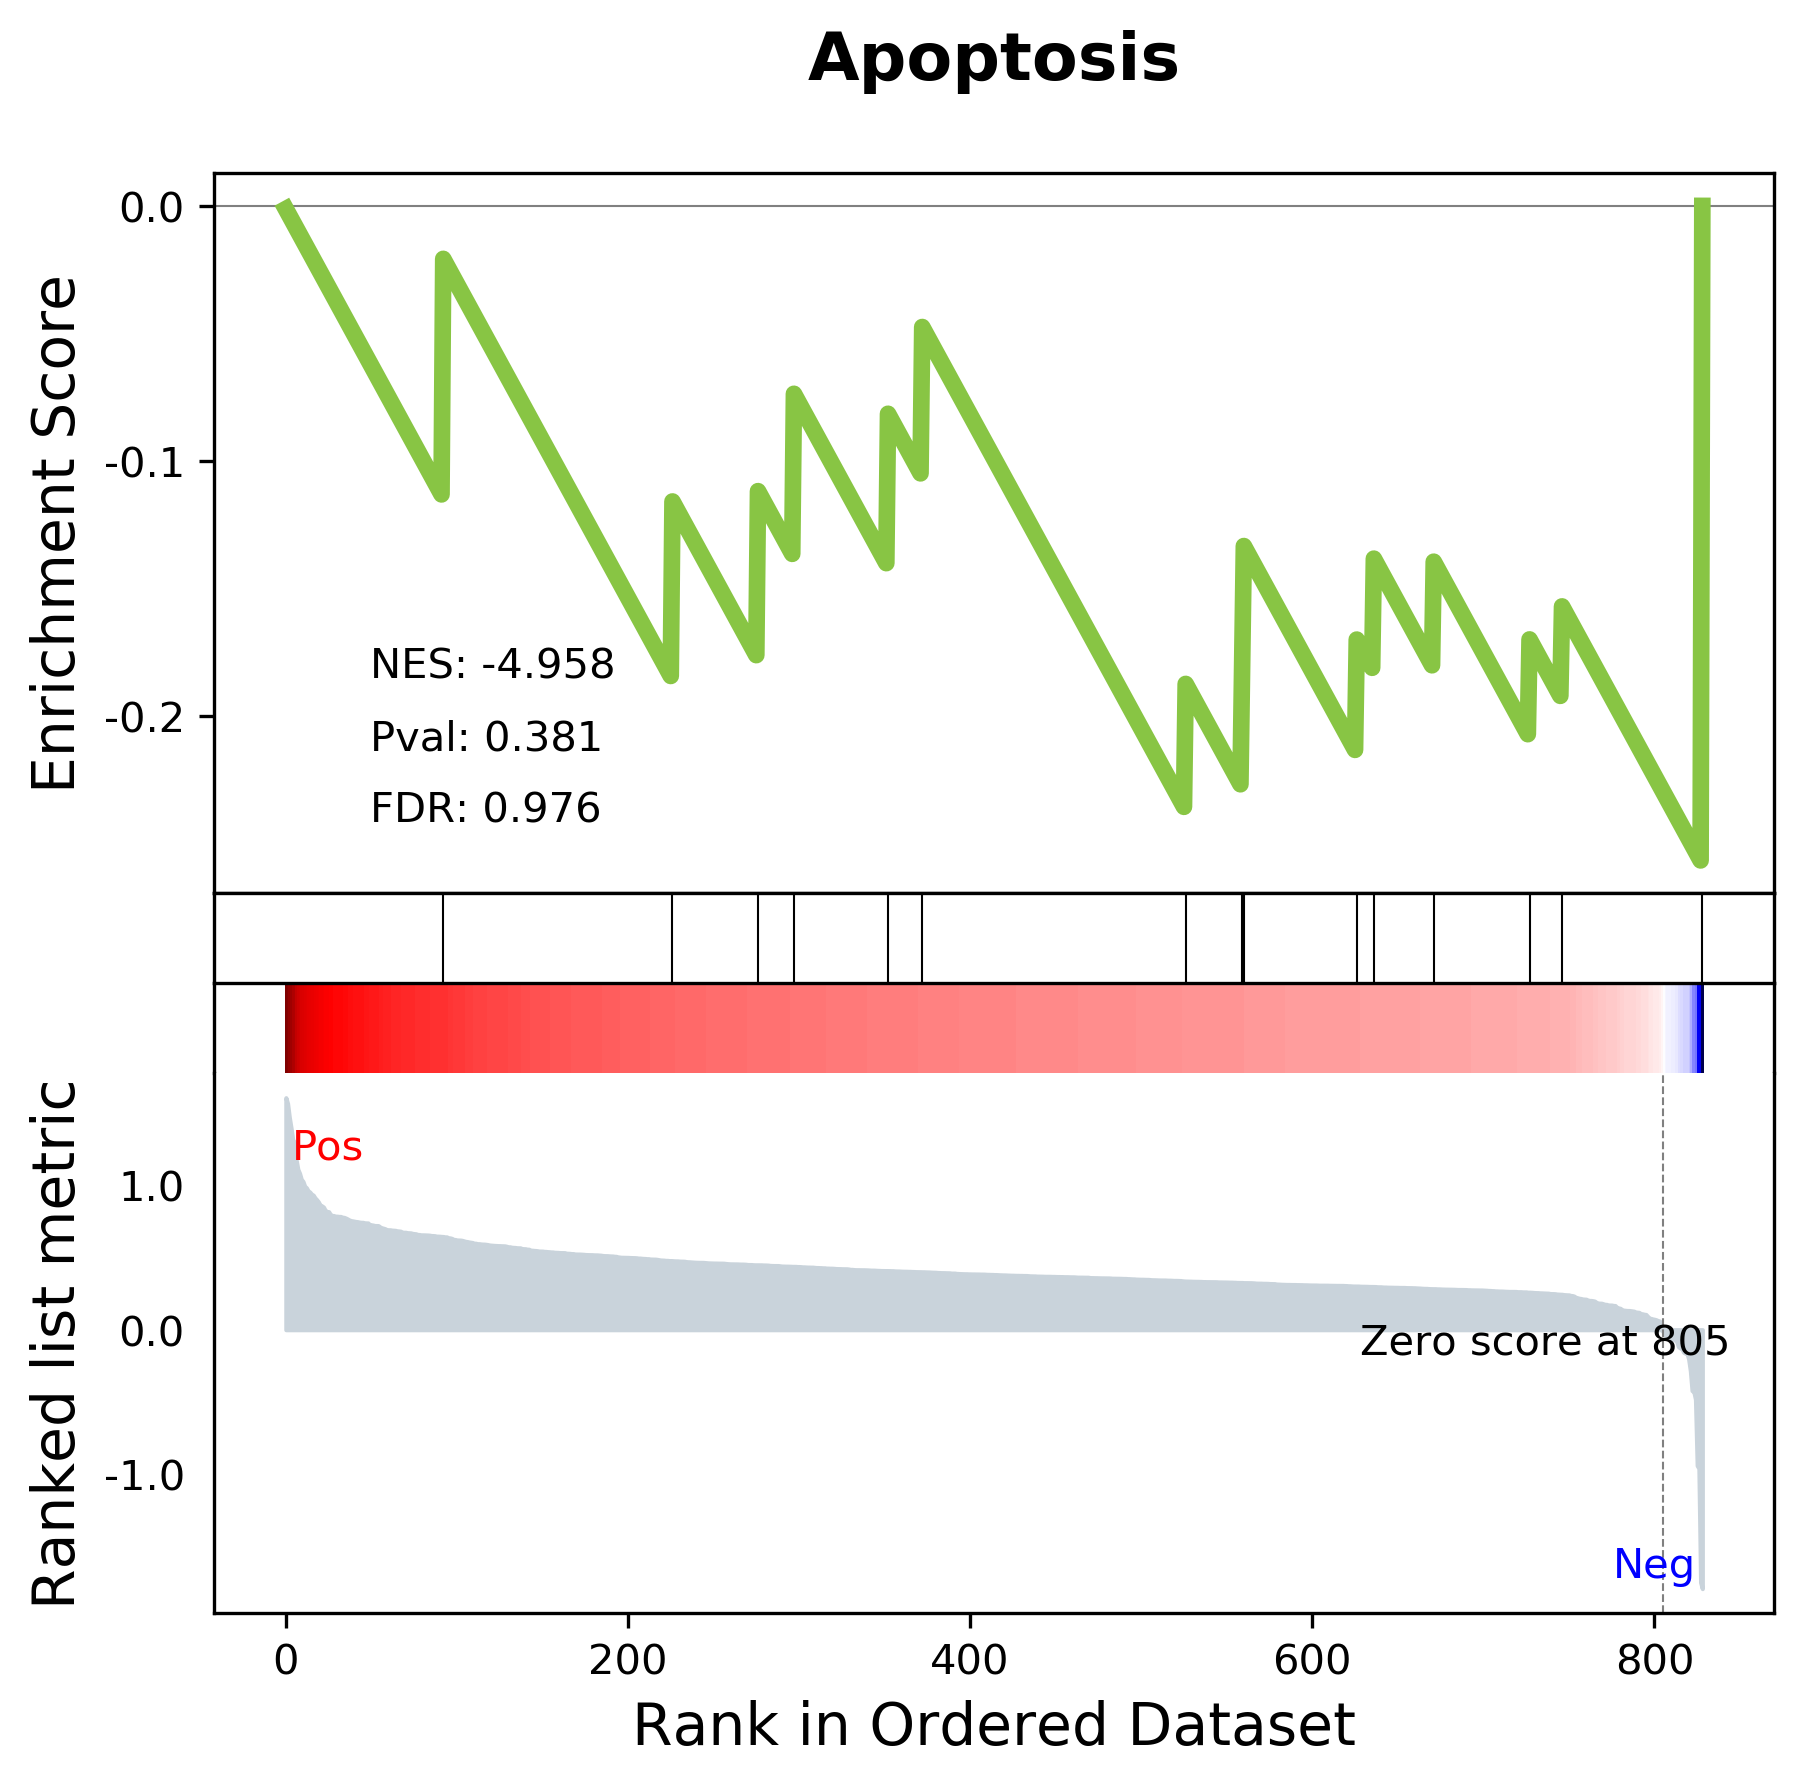 Apoptosis
Enrichment Score
0.0
-0.1
-0.2
NES: -4.958
Pval: 0.381
FDR: 0.976
Ranked list metric
1.0
0.0
-1.0
Pos
Zero score at 805
Neg
0 200 400 600 800
Rank in Ordered Dataset